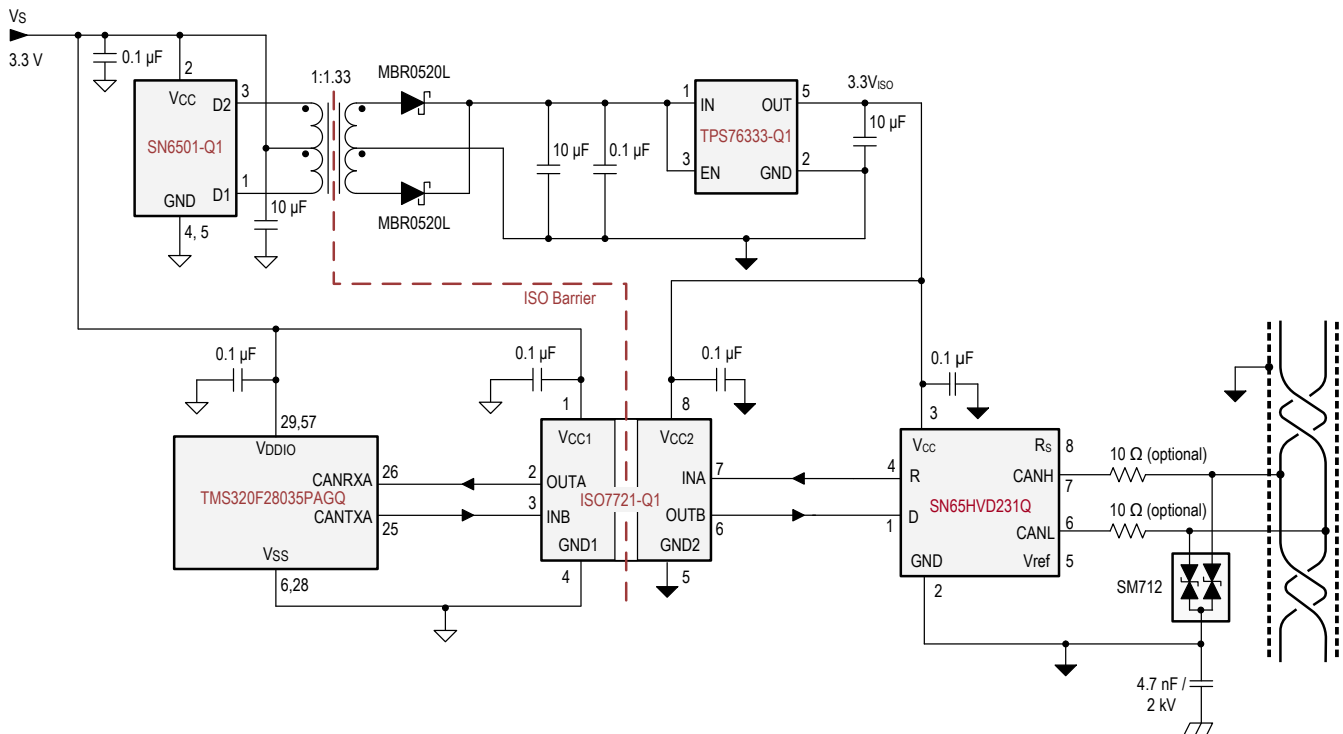 VS
3.3 V
0.1 µF
2
VCC
D2
3
SN6501-Q1
D1
1
GND
4, 5
10 µF
1:1.33
MBR0520L
MBR0520L
10 µF
0.1 µF
1
IN
OUT
5
TPS76333-Q1
3
EN
GND
2
3.3VISO
10 µF
ISO Barrier
0.1 µF
29,57
VDDIO
CANRXA
26
TMS320F28035PAGQ
CANTXA
25
VSS
6,28
0.1 µF
1
VCC1
2
OUTA
3
INB
GND1
4
ISO7721-Q1
0.1 µF
8
VCC2
INA
7
OUTB
6
GND2
5
0.1 µF
3
VCC
RS
8
4
R
CANH
7
SN65HVD231Q
1
D
CANL
6
GND
Vref
5
2
10 Ω (optional)
10 Ω (optional)
SM712
4.7 nF /
2 kV